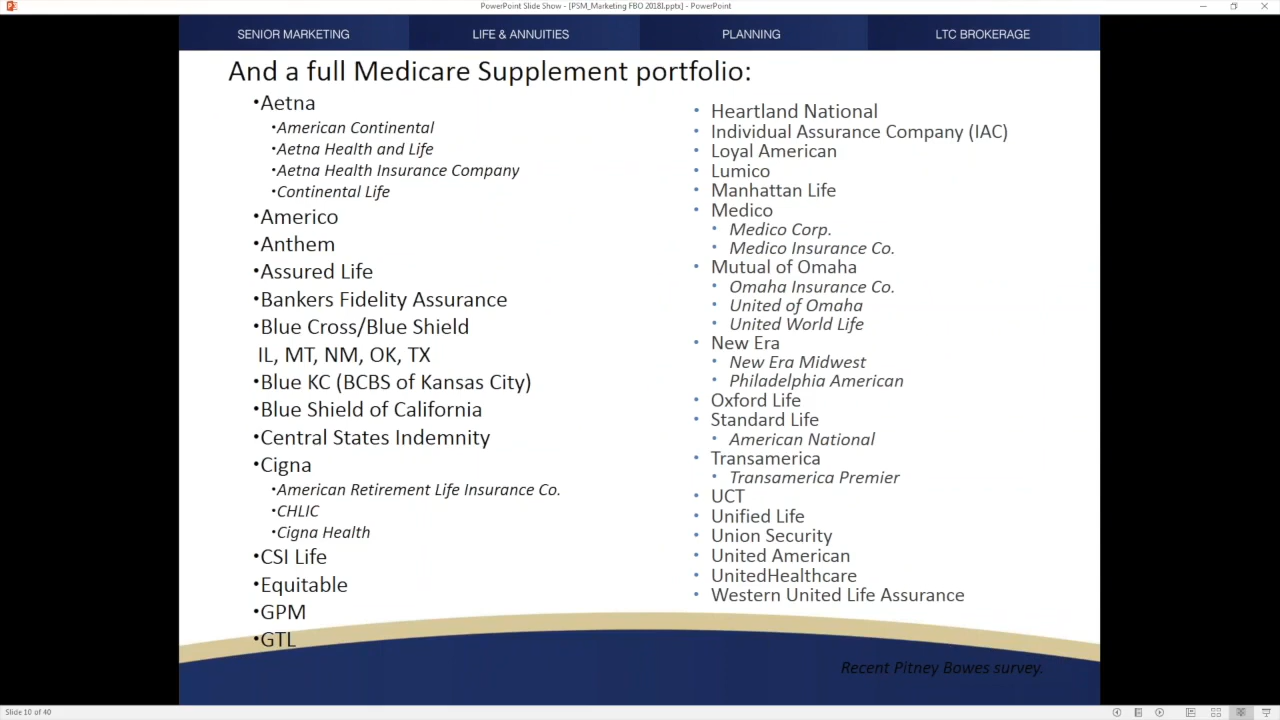 PowerPoint Slide Show - [PSM_Marketing FBO 2018I.pptx] - PowerPoint
SENIOR MARKETING
LIFE & ANNUITIES
PLANNING
LTC BROKERAGE
And a full Medicare Supplement portfolio:
•Aetna
•American Continental
•Aetna Health and Life
•Aetna Health Insurance Company
•Continental Life
•Americo
•Anthem
•Assured Life
•Bankers Fidelity Assurance
•Blue Cross/Blue Shield
IL, MT, NM, OK, TX
•Blue KC (BCBS of Kansas City)
•Blue Shield of California
•Central States Indemnity
•Cigna
•American Retirement Life Insurance Co.
•CHLIC
•Cigna Health
•CSI Life
•Equitable
•GPM
•GTL
• Heartland National
• Individual Assurance Company (IAC)
• Loyal American
• Lumico
• Manhattan Life
• Medico
• Medico Corp.
• Medico Insurance Co.
• Mutual of Omaha
• Omaha Insurance Co.
• United of Omaha
• United World Life
• New Era
• New Era Midwest
• Philadelphia American
• Oxford Life
• Standard Life
• American National
• Transamerica
• Transamerica Premier
• UCT
• Unified Life
• Union Security
• United American
• UnitedHealthcare
• Western United Life Assurance
Recent Pitney Bowes survey.
Slide 10 of 40